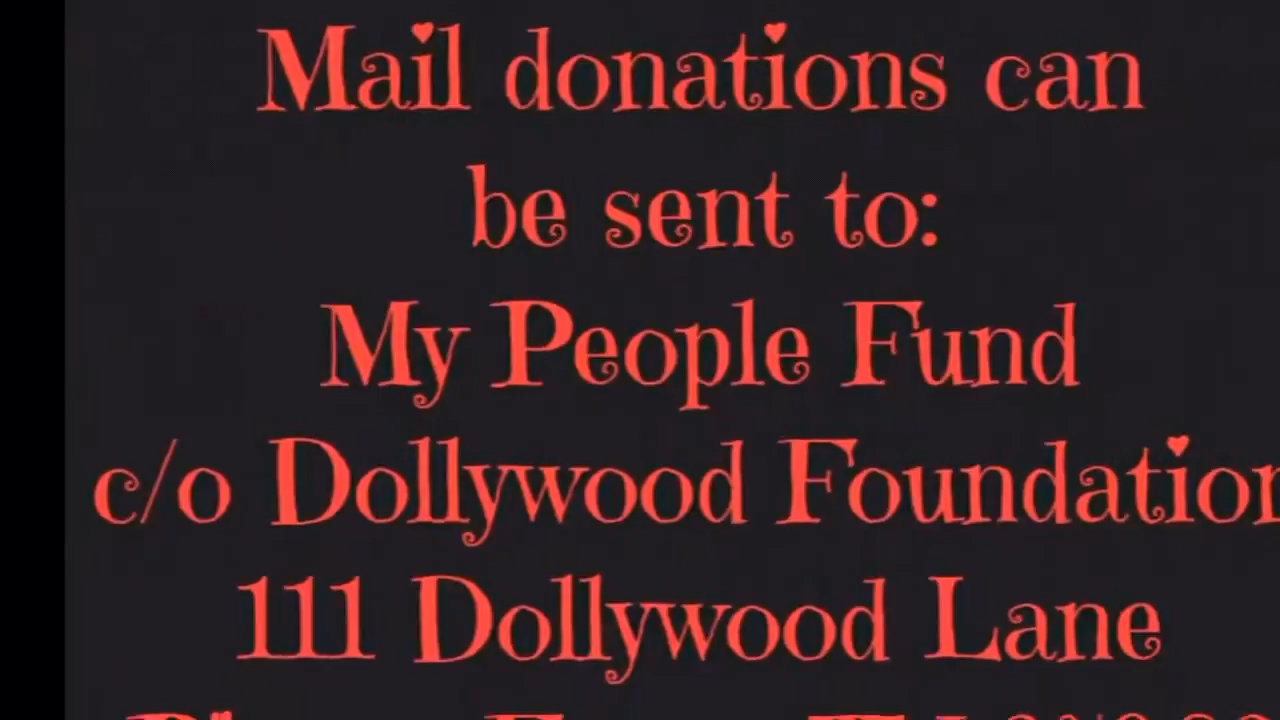 Mail donations can
be sent to:
My People Fund
c/o Dollywood Foundation
111 Dollywood Lane